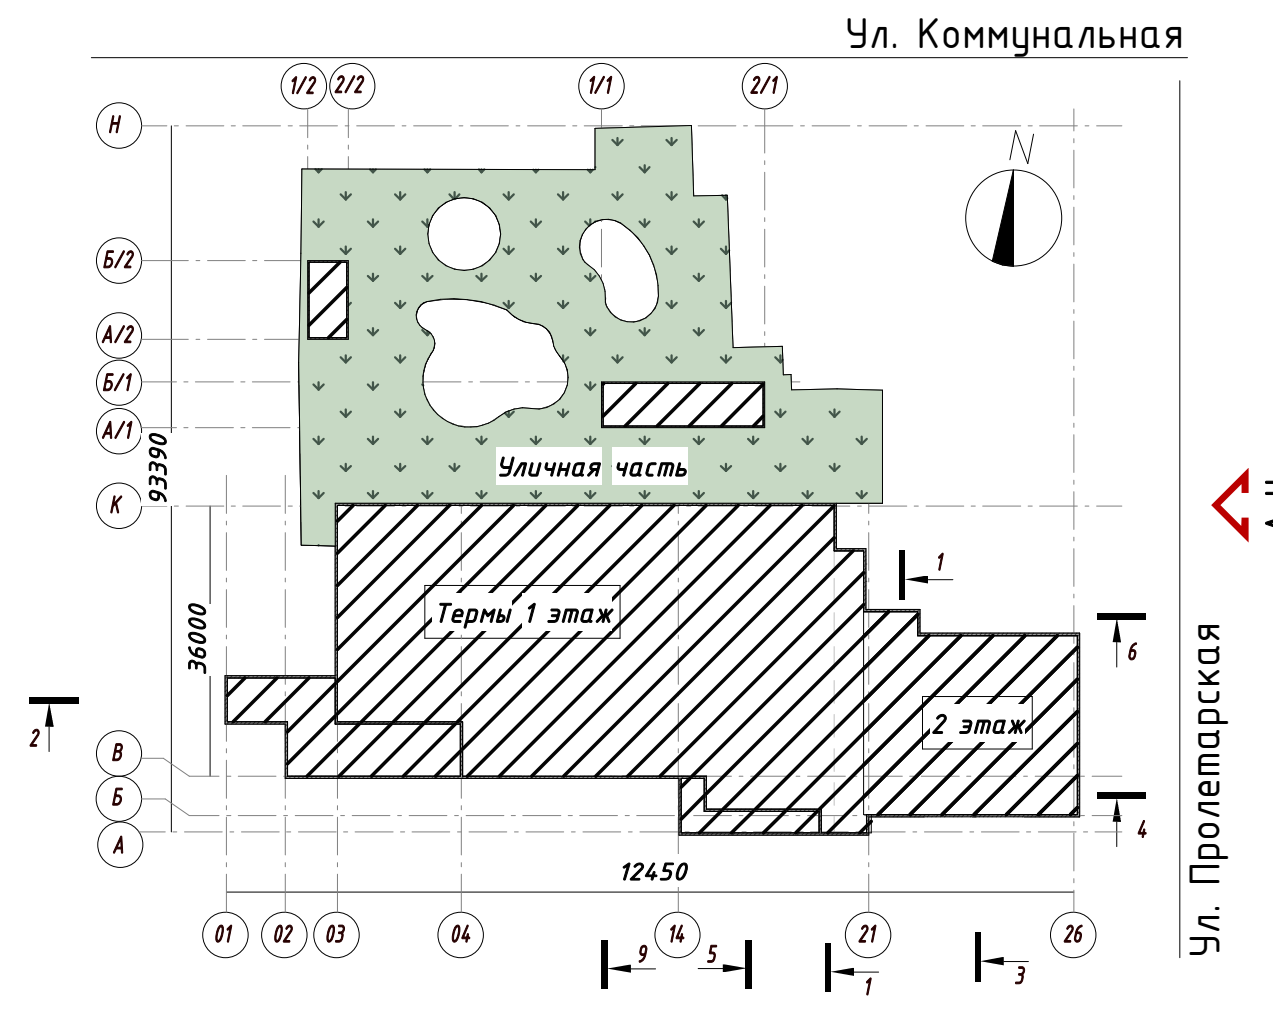 Ул. Коммунальная
1/2 2/2 1/1 2/1
Н
N
Б/2
А/2
Б/1
А/1
93390
Уличная часть
К
1
Термы 1 этаж
36000
6
2 этаж
2
В
Б
4
А
12450
Ул. Пролетарская
01 02 03 04 14 21 26
9 5 1 3